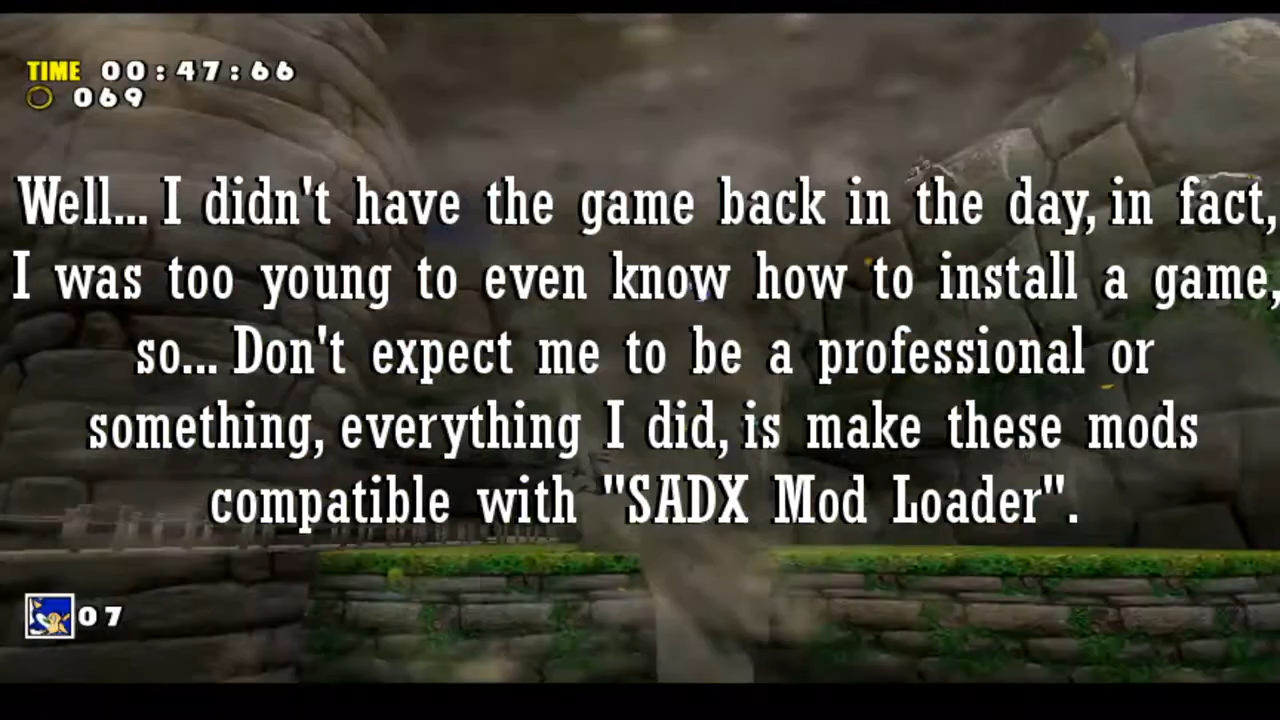 TIME 00:47:66
069
Well... I didn't have the game back in the day, in fact,
I was too young to even know how to install a game,
so... Don't expect me to be a professional or
something, everything I did, is make these mods
compatible with "SADX Mod Loader".
07